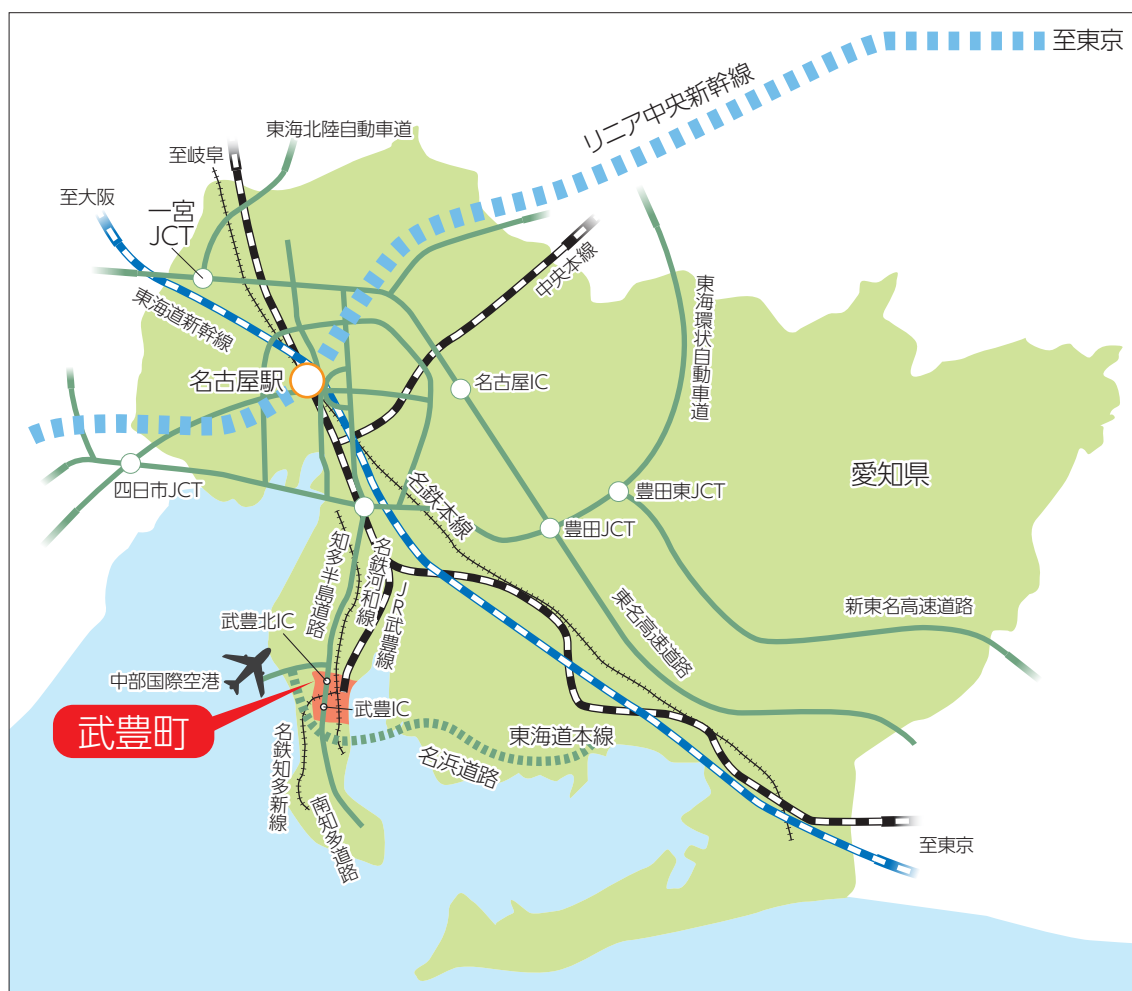 至東京
リニア中央新幹線
東海北陸自動車道
至岐阜
至大阪
一宮
JCT
東海道新幹線
中央本線
東海環状自動車道
名古屋駅
名古屋IC
四日市JCT
名鉄本線
豊田東JCT
愛知県
豊田JCT
知多半島道路
名鉄河和線
JR武豊線
東名高速道路
新東名高速道路
武豊北IC
中部国際空港
武豊IC
武豊町
東海道本線
名浜道路
名鉄知多新線
南知多道路
至東京